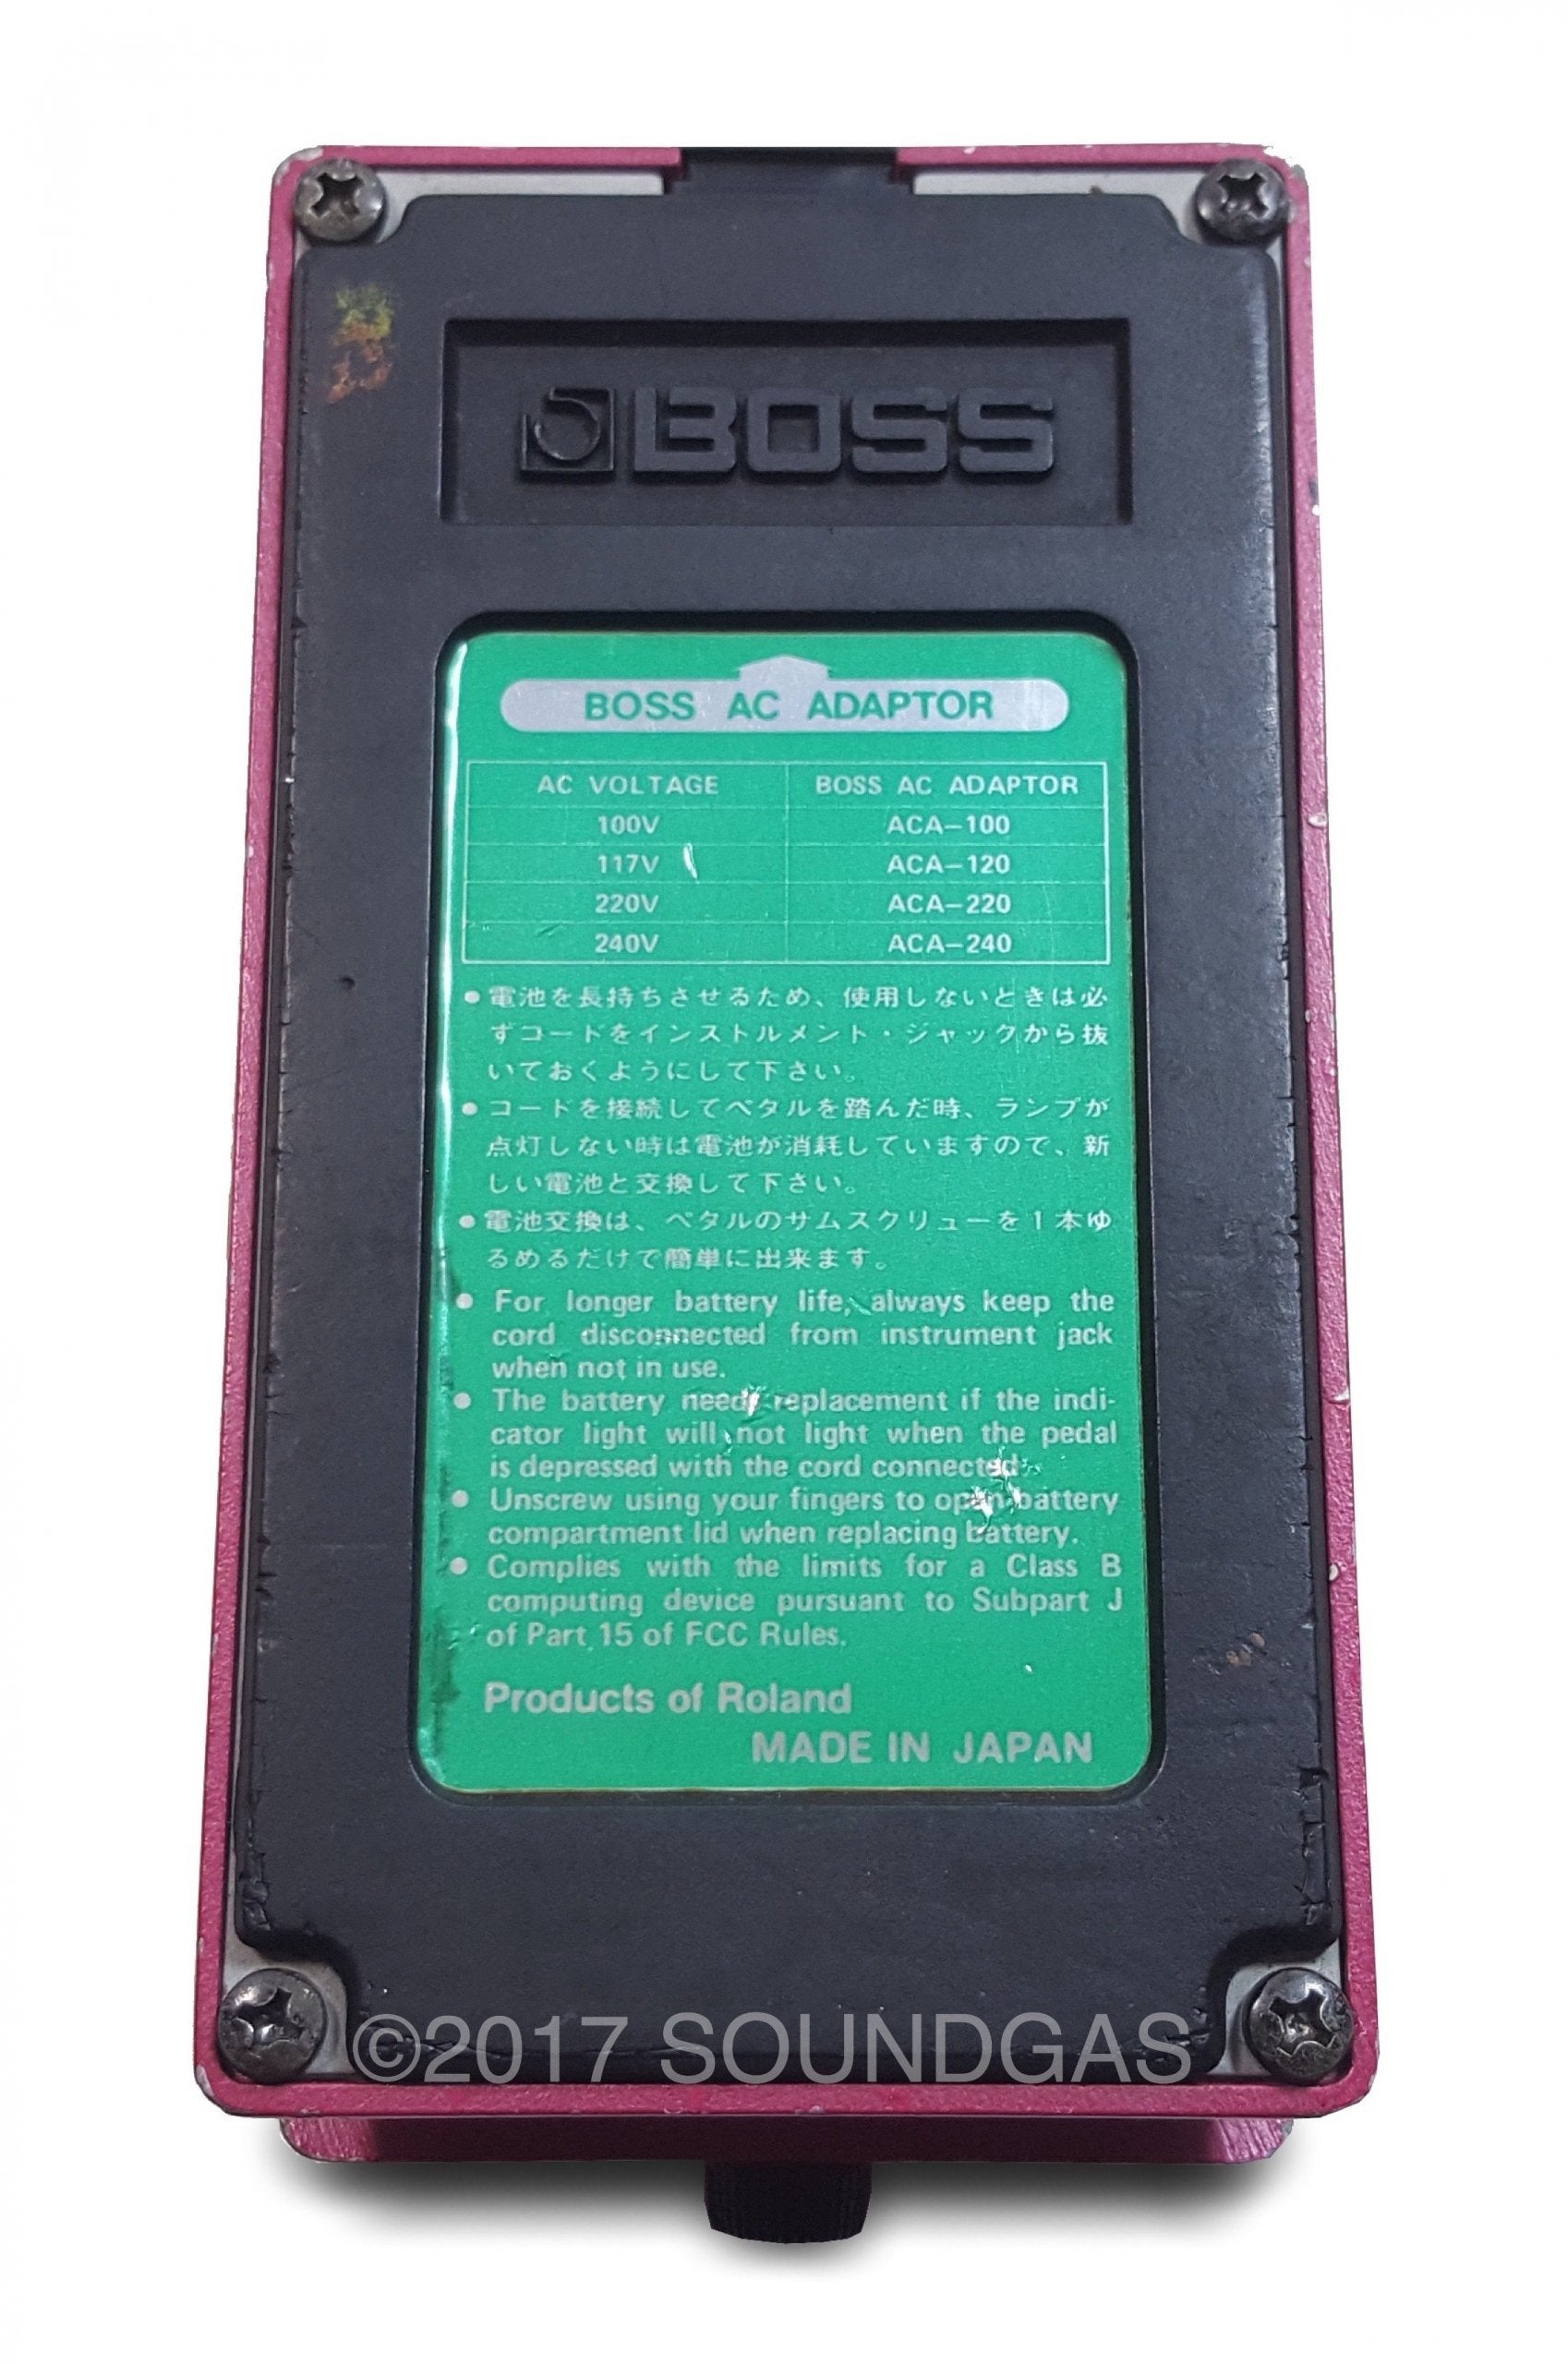 BOSS
BOSS AC ADAPTOR
AC VOLTAGE BOSS AC ADAPTOR
100V ACA-100
117V ACA-120
220V ACA-220
240V ACA-240
●電池を長持ちさせるため、使用しないときは必
ずコードをインストルメント・ジャックから抜
いておくようにして下さい。
●コードを接続してペダルを踏んだ時、ランプが
点灯しない時は電池が消耗していますので、新
しい電池と交換して下さい。
●電池交換は、ペダルのサムスクリューを1本ゆ
るめるだけで簡単に出来ます。
● For longer battery life, always keep the
cord disconnected from instrument jack
when not in use.
● The battery needs replacement if the indi-
cator light will not light when the pedal
is depressed with the cord connected.
● Unscrew using your fingers to open battery
compartment lid when replacing battery.
● Complies with the limits for a Class B
computing device pursuant to Subpart J
of Part 15 of FCC Rules.
Products of Roland
MADE IN JAPAN
©2017 SOUNDGAS